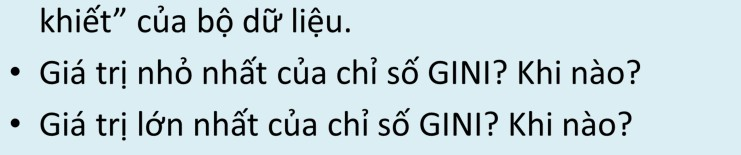 khiết” của bộ dữ liệu.
• Giá trị nhỏ nhất của chỉ số GINI? Khi nào?
• Giá trị lớn nhất của chỉ số GINI? Khi nào?